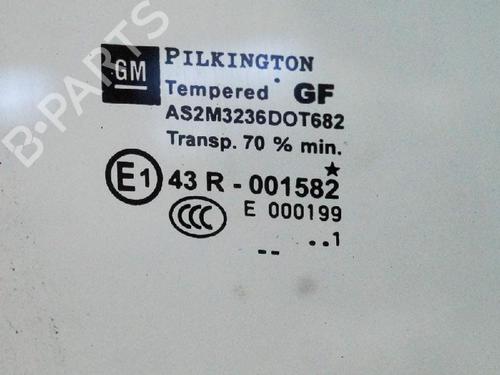 GM PILKINGTON
Tempered GF
AS2M3236DOT682
Transp. 70 % min.
E1 43 R - 001582
CCC E 000199
-- ..1
B-PARTS